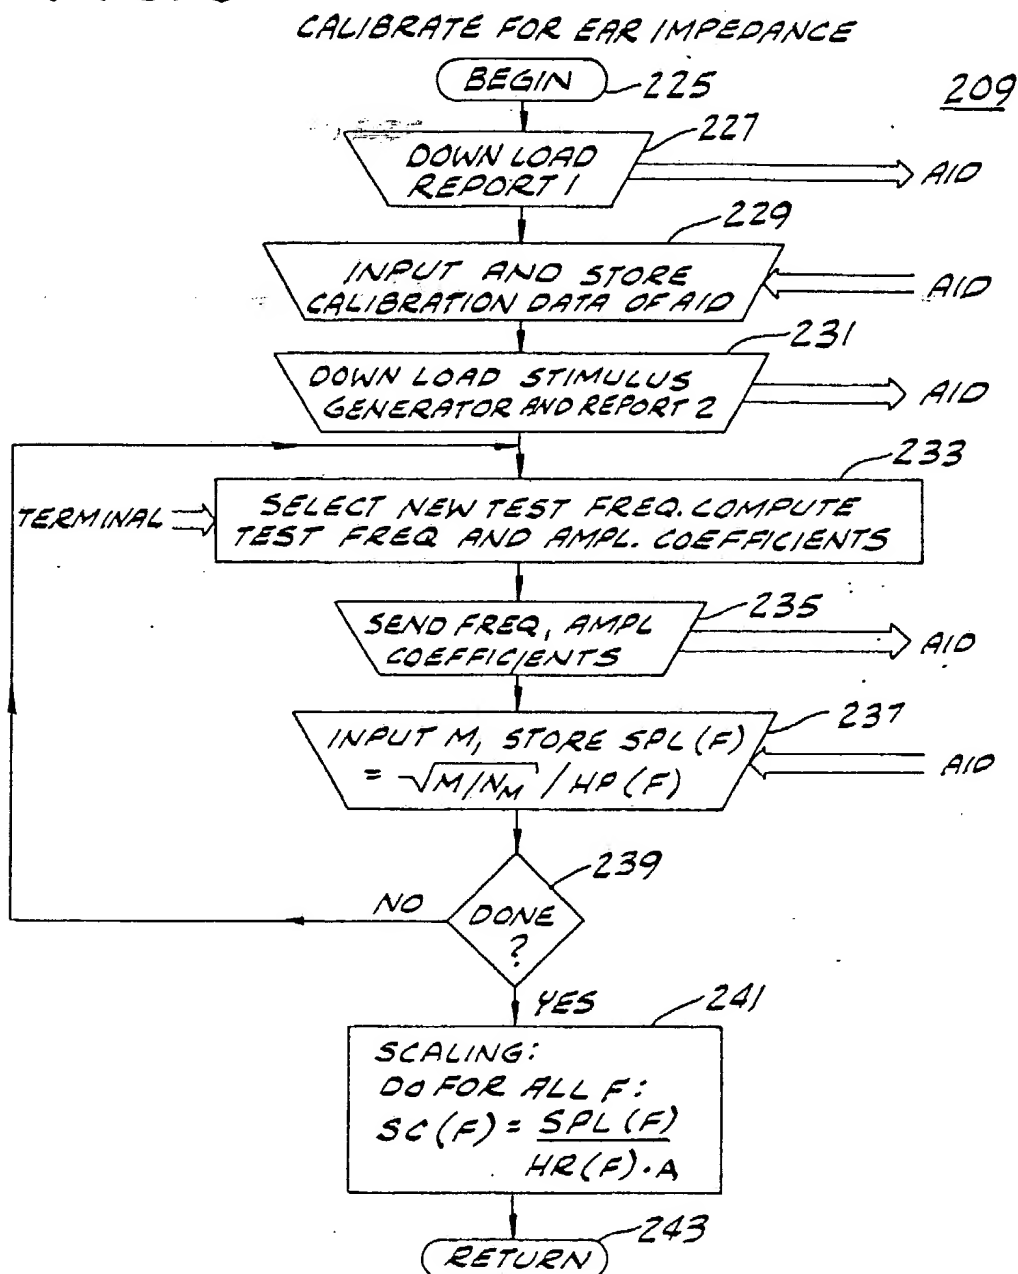 CALIBRATE FOR EAR IMPEDANCE
BEGIN 225
209
227
DOWN LOAD
REPORT 1
AID
229
INPUT AND STORE
CALIBRATION DATA OF AID
AID
231
DOWN LOAD STIMULUS
GENERATOR AND REPORT 2
AID
233
TERMINAL
SELECT NEW TEST FREQ. COMPUTE
TEST FREQ AND AMPL. COEFFICIENTS
235
SEND FREQ, AMPL
COEFFICIENTS
AID
237
INPUT M, STORE SPL(F)
= √M/N_M / HP(F)
AID
239
NO
DONE
?
YES
241
SCALING:
DO FOR ALL F:
SC(F) = SPL(F)
HR(F)·A
243
RETURN